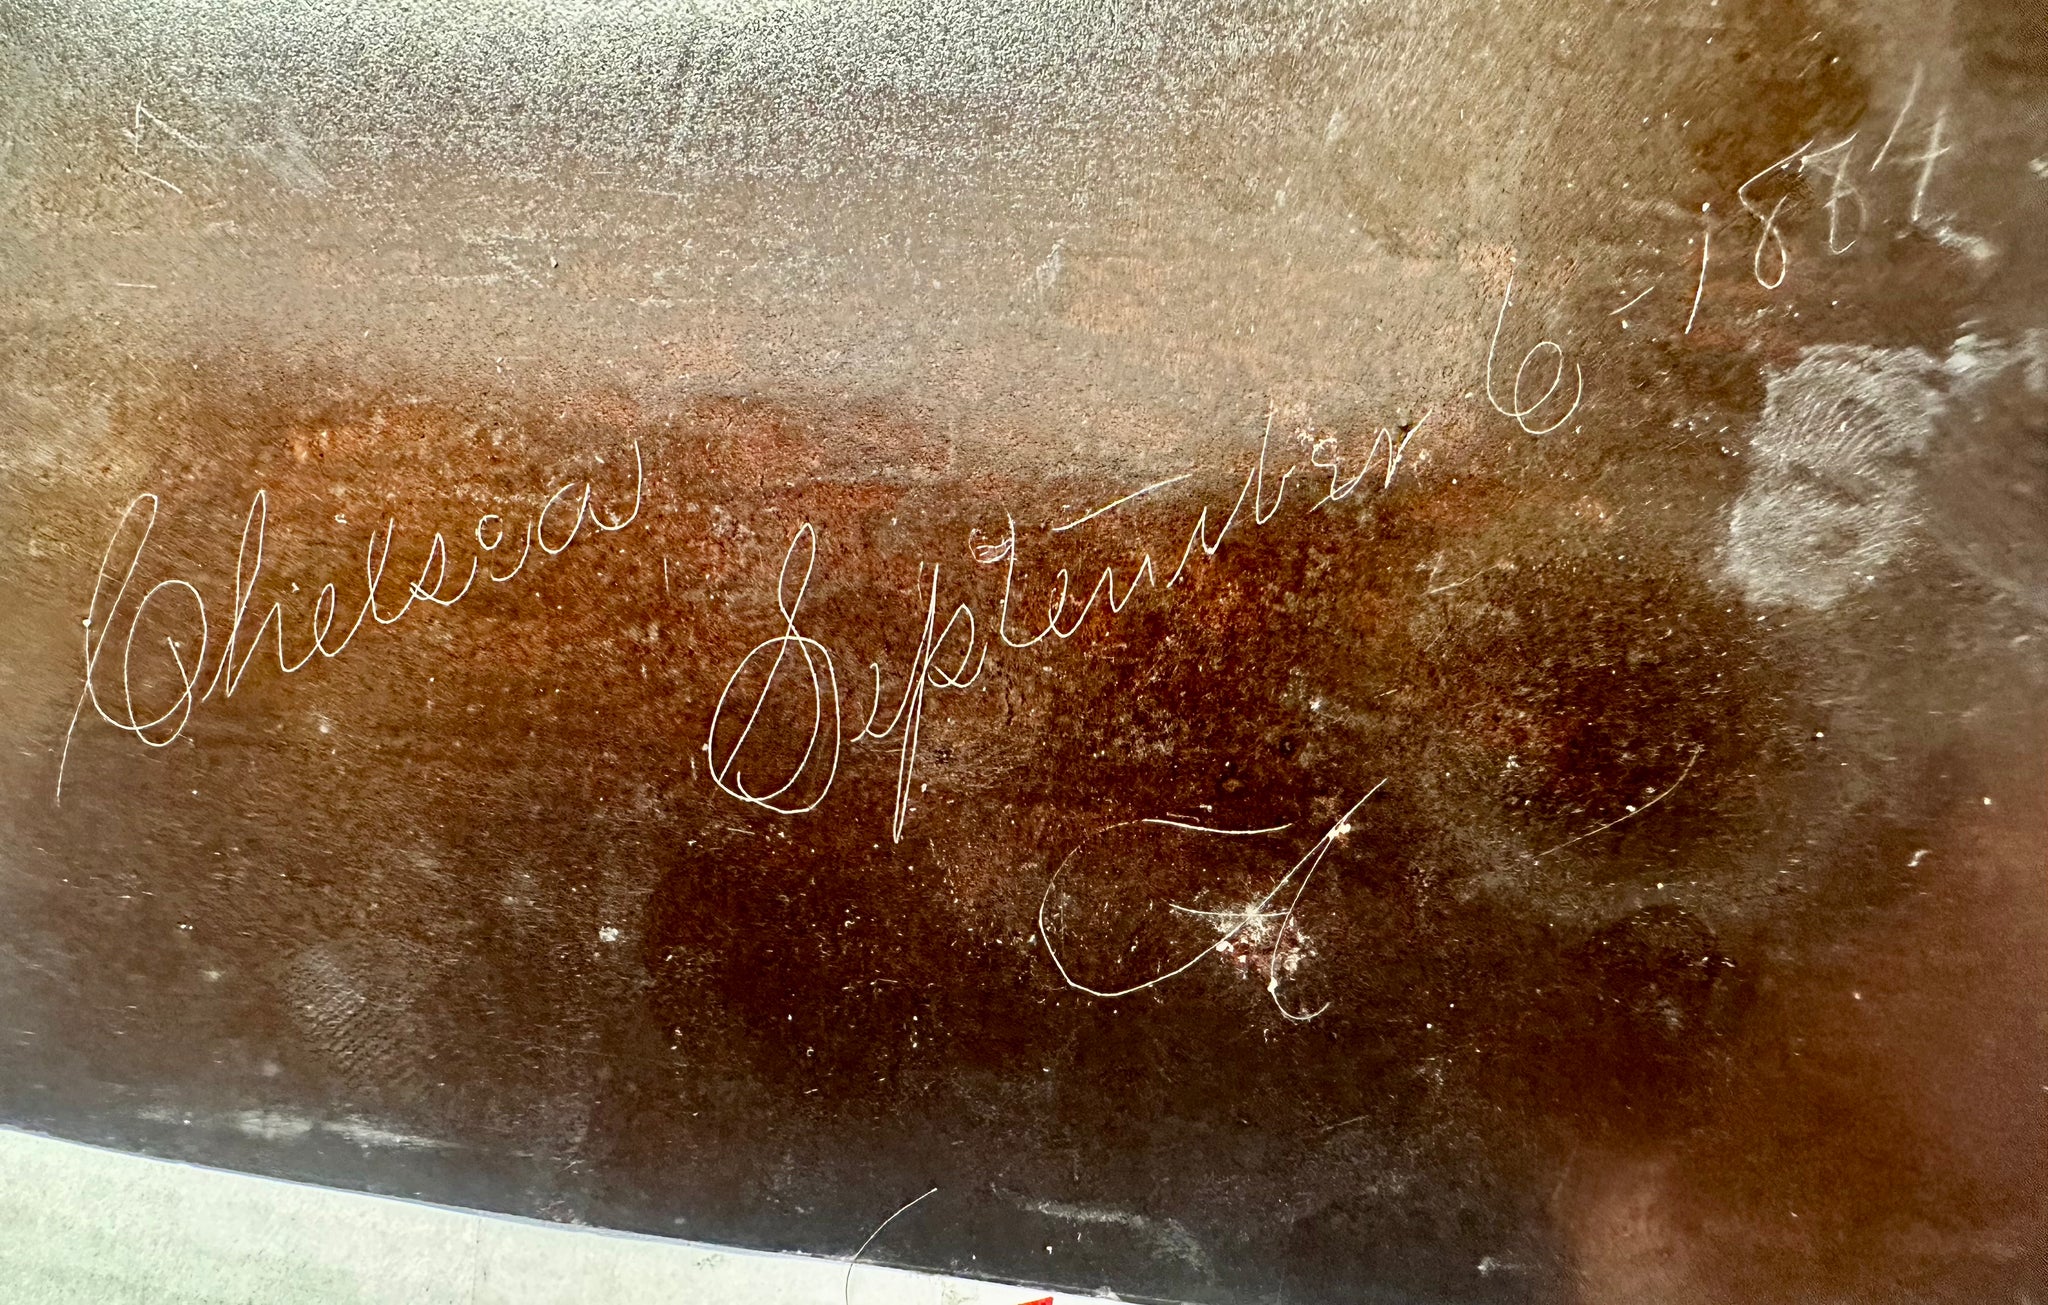 Chelsea September 6 - 1884
A